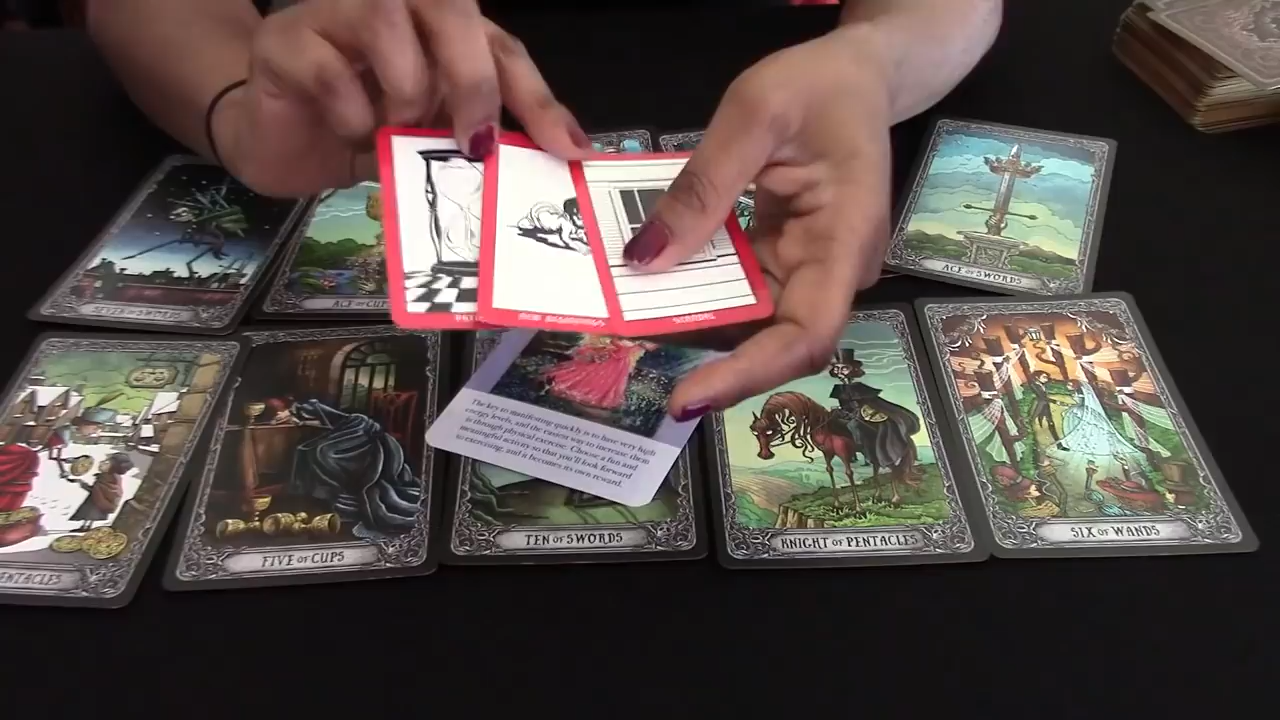 SEVEN OF SWORDS
ACE OF CUPS
ACE OF SWORDS
PENTACLES
FIVE OF CUPS
TEN OF SWORDS
KNIGHT OF PENTACLES
SIX OF WANDS
The key to manifesting quickly is to have very high
energy levels, and the easiest way to increase them
is through physical exercise. Choose a fun and
meaningful activity so that you'll look forward
to exercising, and it becomes its own reward.